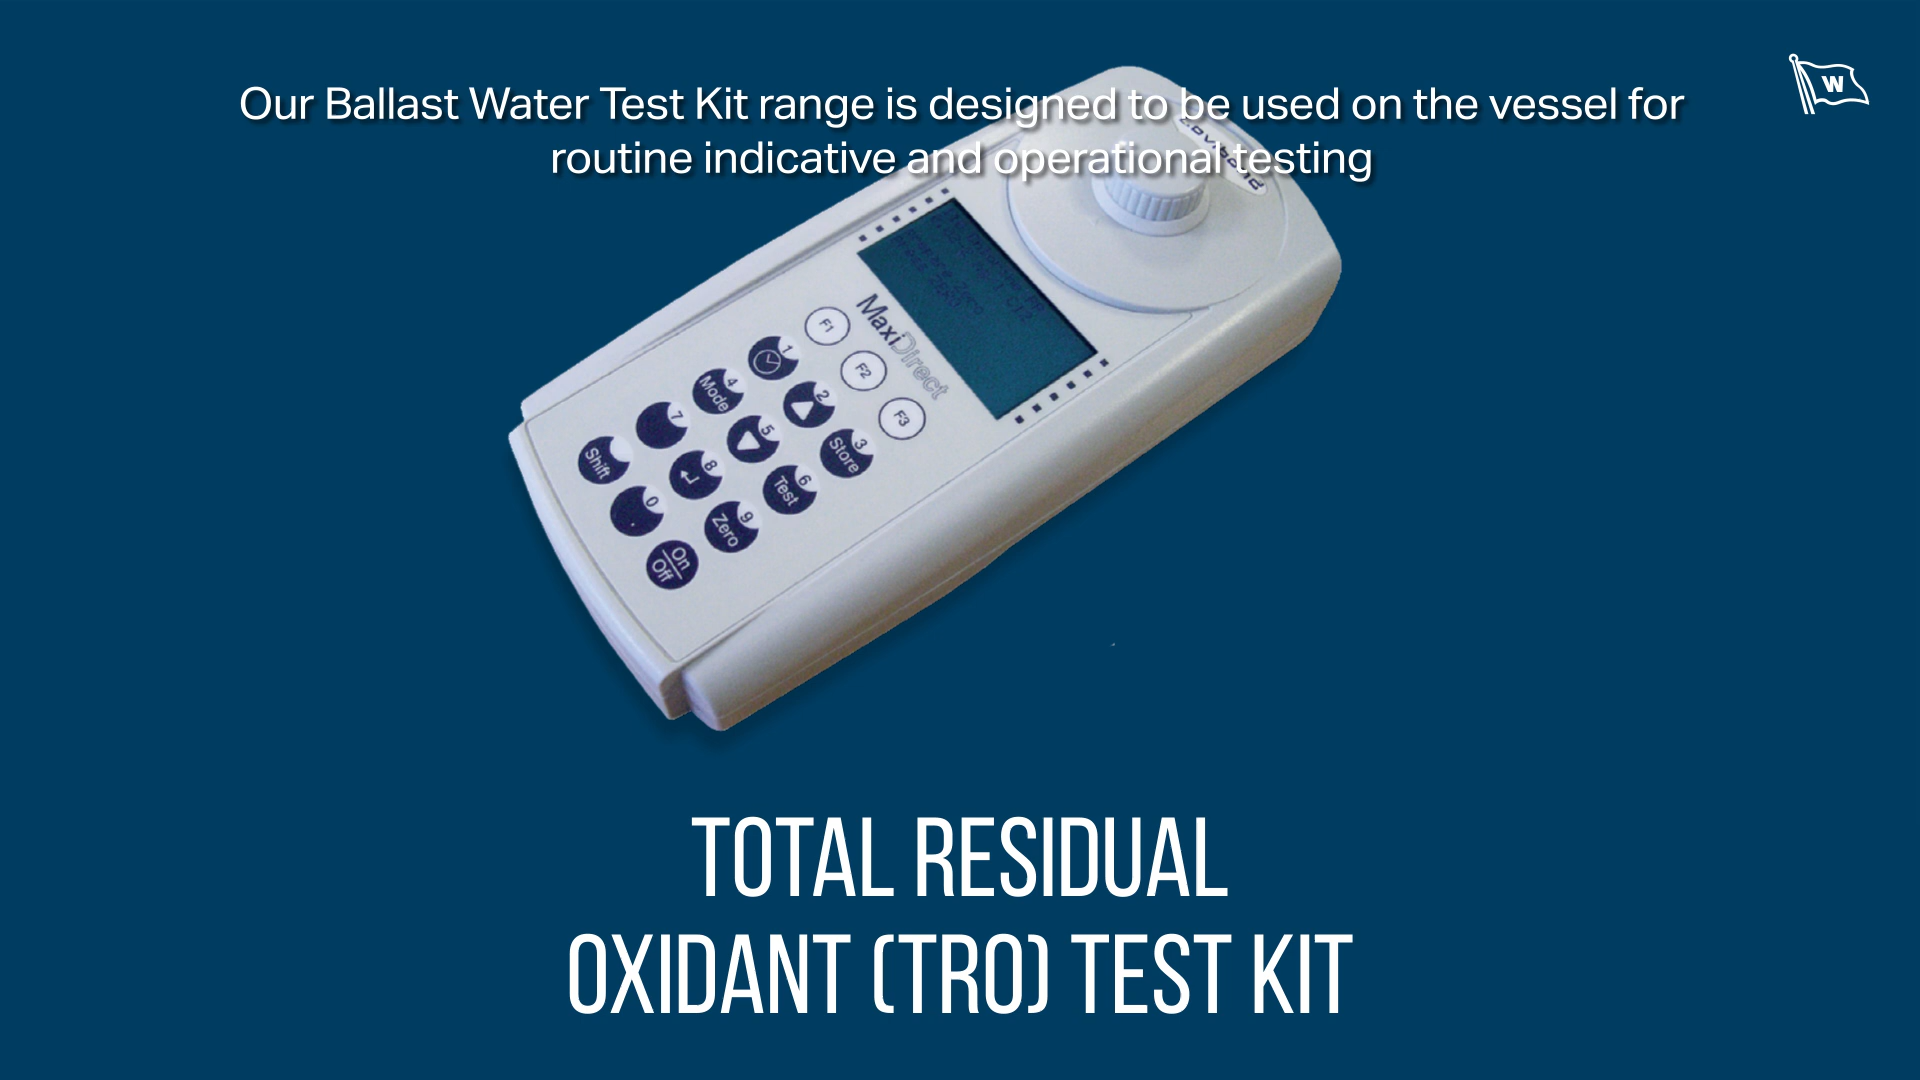 Our Ballast Water Test Kit range is designed to be used on the vessel for
routine indicative and operational testing
W
Lovibond
MaxiDirect
F1
F2
F3
1
2
3 Store
4 Mode
5
6 Test
7
8
9 Zero
Shift
0 .
On
Off
TOTAL RESIDUAL
OXIDANT (TRO) TEST KIT